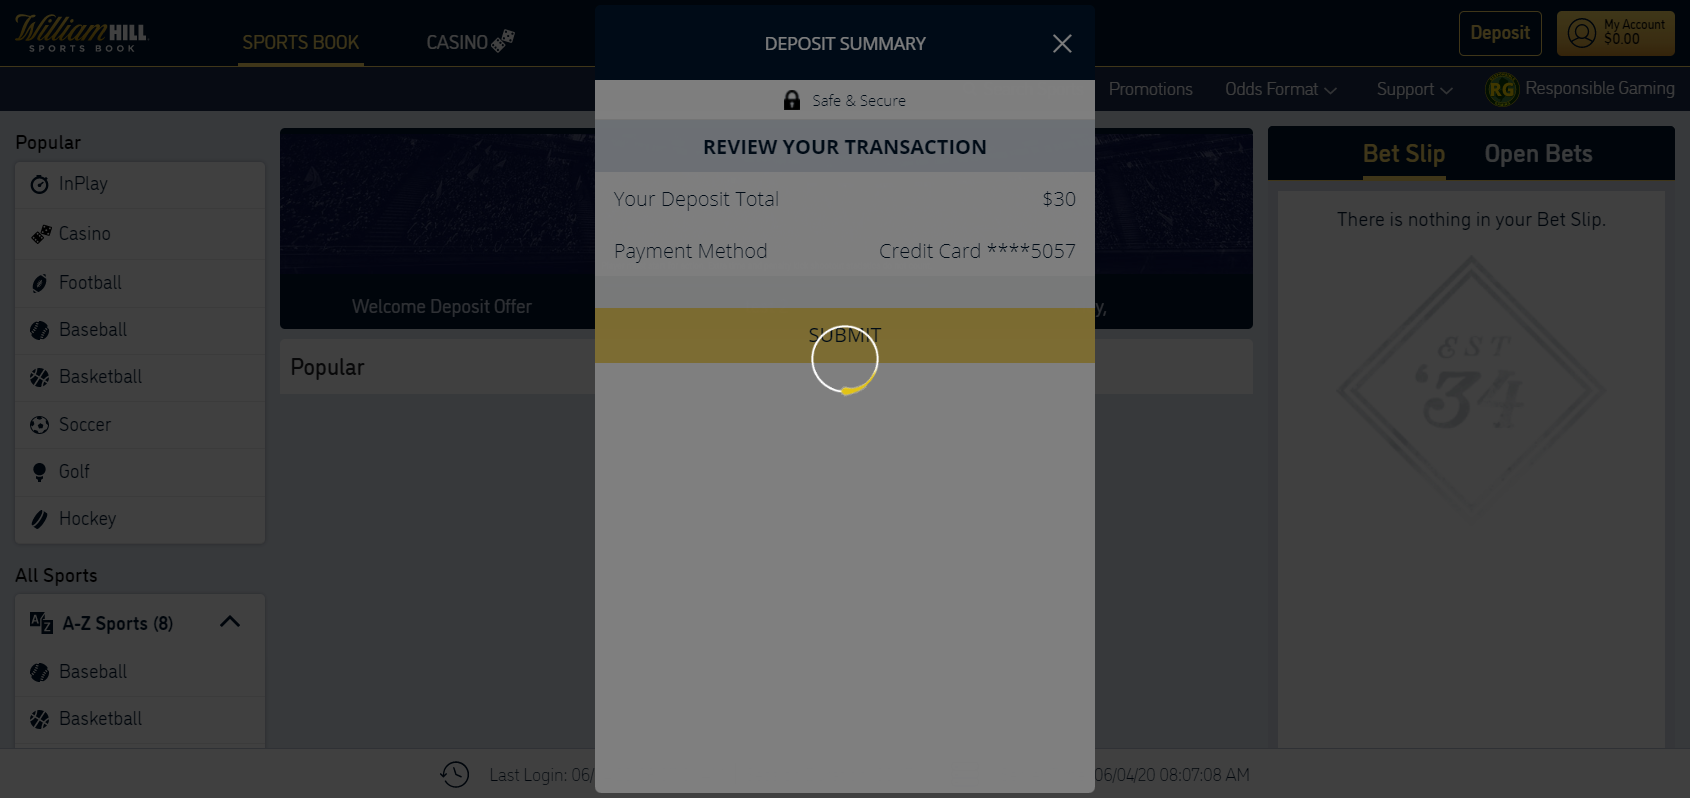 William HILL
SPORTS BOOK
SPORTS BOOK
CASINO
Deposit
My Account
$0.00
Promotions
Odds Format
Support
RG Responsible Gaming
DEPOSIT SUMMARY
Safe & Secure
REVIEW YOUR TRANSACTION
Your Deposit Total $30
Payment Method Credit Card ****5057
SUBMIT
Popular
InPlay
Casino
Football
Baseball
Basketball
Soccer
Golf
Hockey
All Sports
A-Z Sports (8)
Baseball
Basketball
Welcome Deposit Offer
y,
Popular
Bet Slip Open Bets
There is nothing in your Bet Slip.
EST
‘34
Last Login: 06/
06/04/20 08:07:08 AM